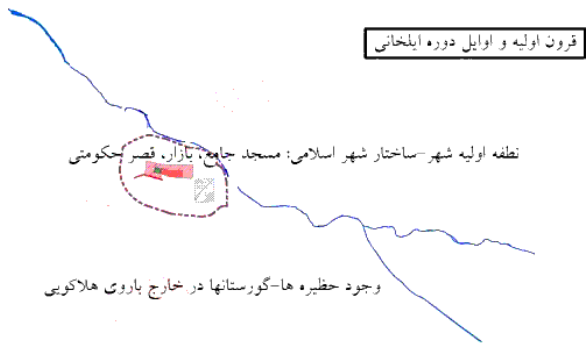 قرون اولیه و اوایل دوره ایلخانی
نطفه اولیه شهر-ساختار شهر اسلامی: مسجد جامع، بازار، قصر حکومتی
وجود حظیره ها-گورستانها در خارج باروی هلاکویی